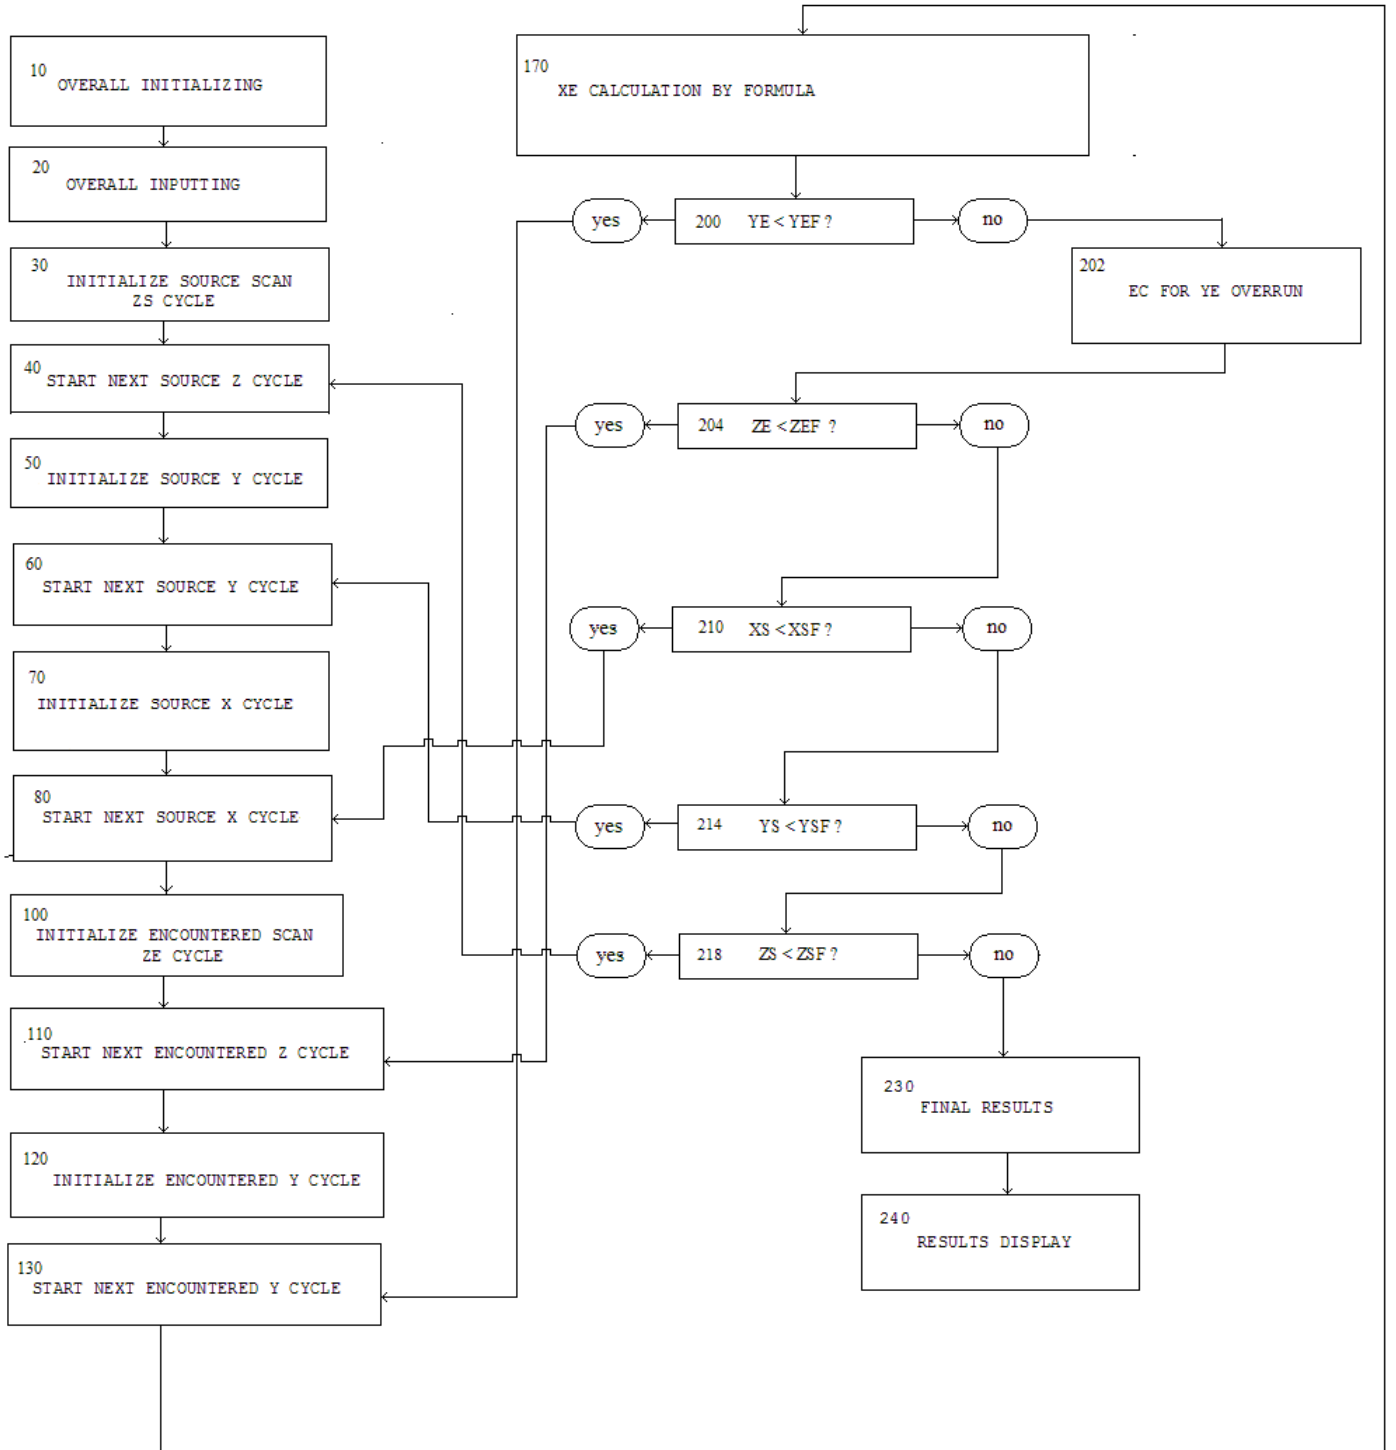 10
OVERALL INITIALIZING
20
OVERALL INPUTTING
30
INITIALIZE SOURCE SCAN
ZS CYCLE
40
START NEXT SOURCE Z CYCLE
50
INITIALIZE SOURCE Y CYCLE
60
START NEXT SOURCE Y CYCLE
70
INITIALIZE SOURCE X CYCLE
80
START NEXT SOURCE X CYCLE
100
INITIALIZE ENCOUNTERED SCAN
ZE CYCLE
110
START NEXT ENCOUNTERED Z CYCLE
120
INITIALIZE ENCOUNTERED Y CYCLE
130
START NEXT ENCOUNTERED Y CYCLE
170
XE CALCULATION BY FORMULA
yes
200 YE < YEF ?
no
202
EC FOR YE OVERRUN
yes
204 ZE < ZEF ?
no
yes
210 XS < XSF ?
no
yes
214 YS < YSF ?
no
yes
218 ZS < ZSF ?
no
230
FINAL RESULTS
240
RESULTS DISPLAY